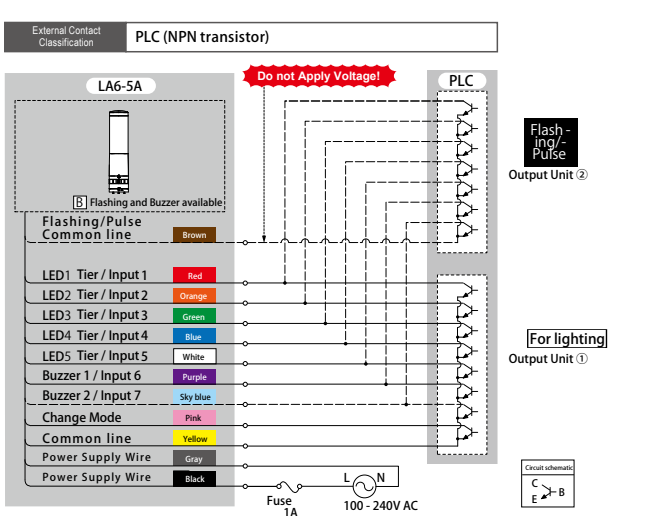 External Contact
Classification
PLC (NPN transistor)
LA6-5A
Do not Apply Voltage!
PLC
B Flashing and Buzzer available
Flash -
ing/-
Pulse
Output Unit ②
Flashing/Pulse
Common line
Brown
LED1 Tier / Input 1
Red
LED2 Tier / Input 2
Orange
LED3 Tier / Input 3
Green
LED4 Tier / Input 4
Blue
LED5 Tier / Input 5
White
Buzzer 1 / Input 6
Purple
Buzzer 2 / Input 7
Sky blue
Change Mode
Pink
Common line
Yellow
Power Supply Wire
Gray
Power Supply Wire
Black
For lighting
Output Unit ①
L N
Fuse
1A
100 - 240V AC
Circuit schematic
C
B
E